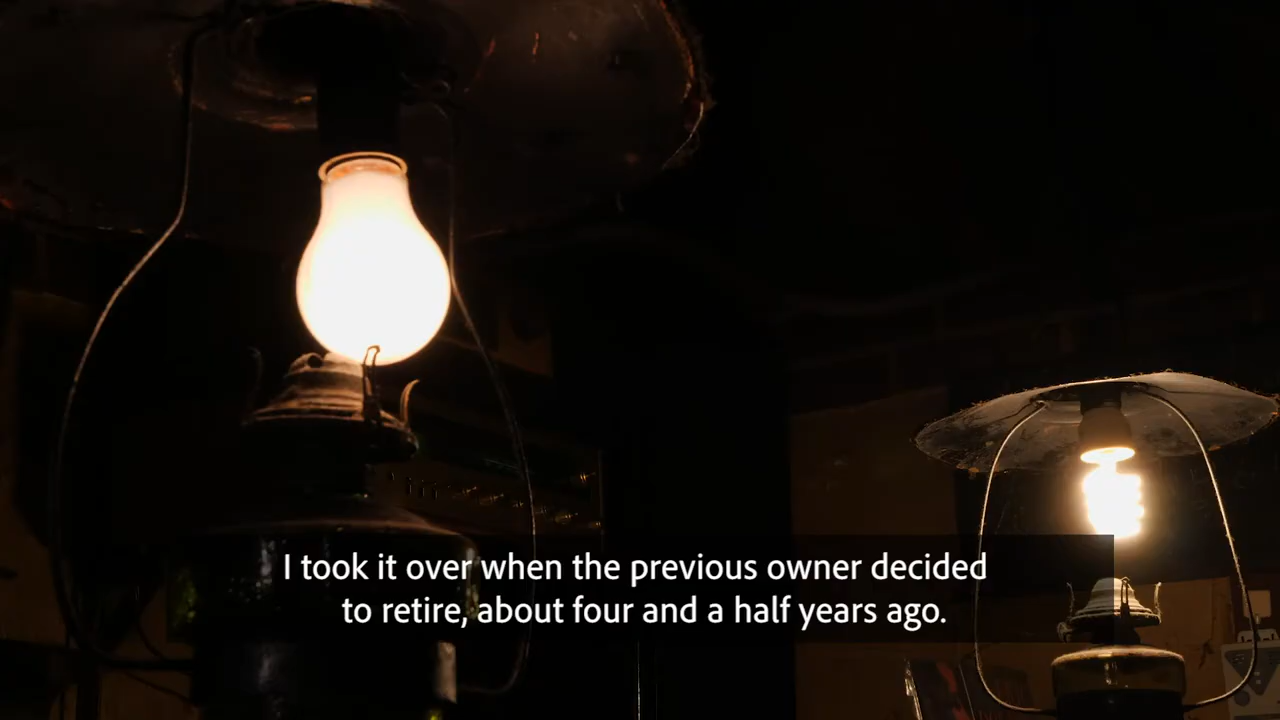 I took it over when the previous owner decided
to retire, about four and a half years ago.